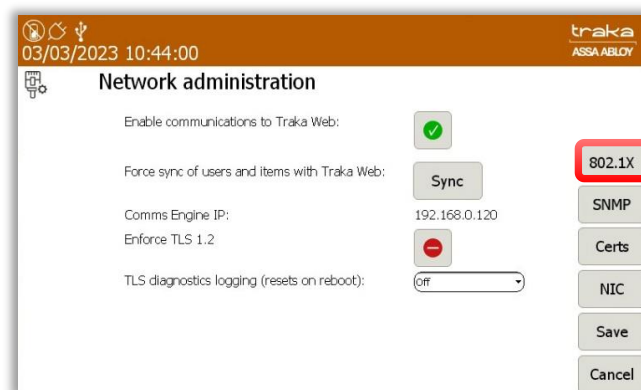 traka
03/03/2023 10:44:00
ASSA ABLOY
Network administration
Enable communications to Traka Web:
802.1X
Force sync of users and items with Traka Web:
Sync
SNMP
Comms Engine IP:
192.168.0.120
Enforce TLS 1.2
Certs
TLS diagnostics logging (resets on reboot):
Off
NIC
Save
Cancel